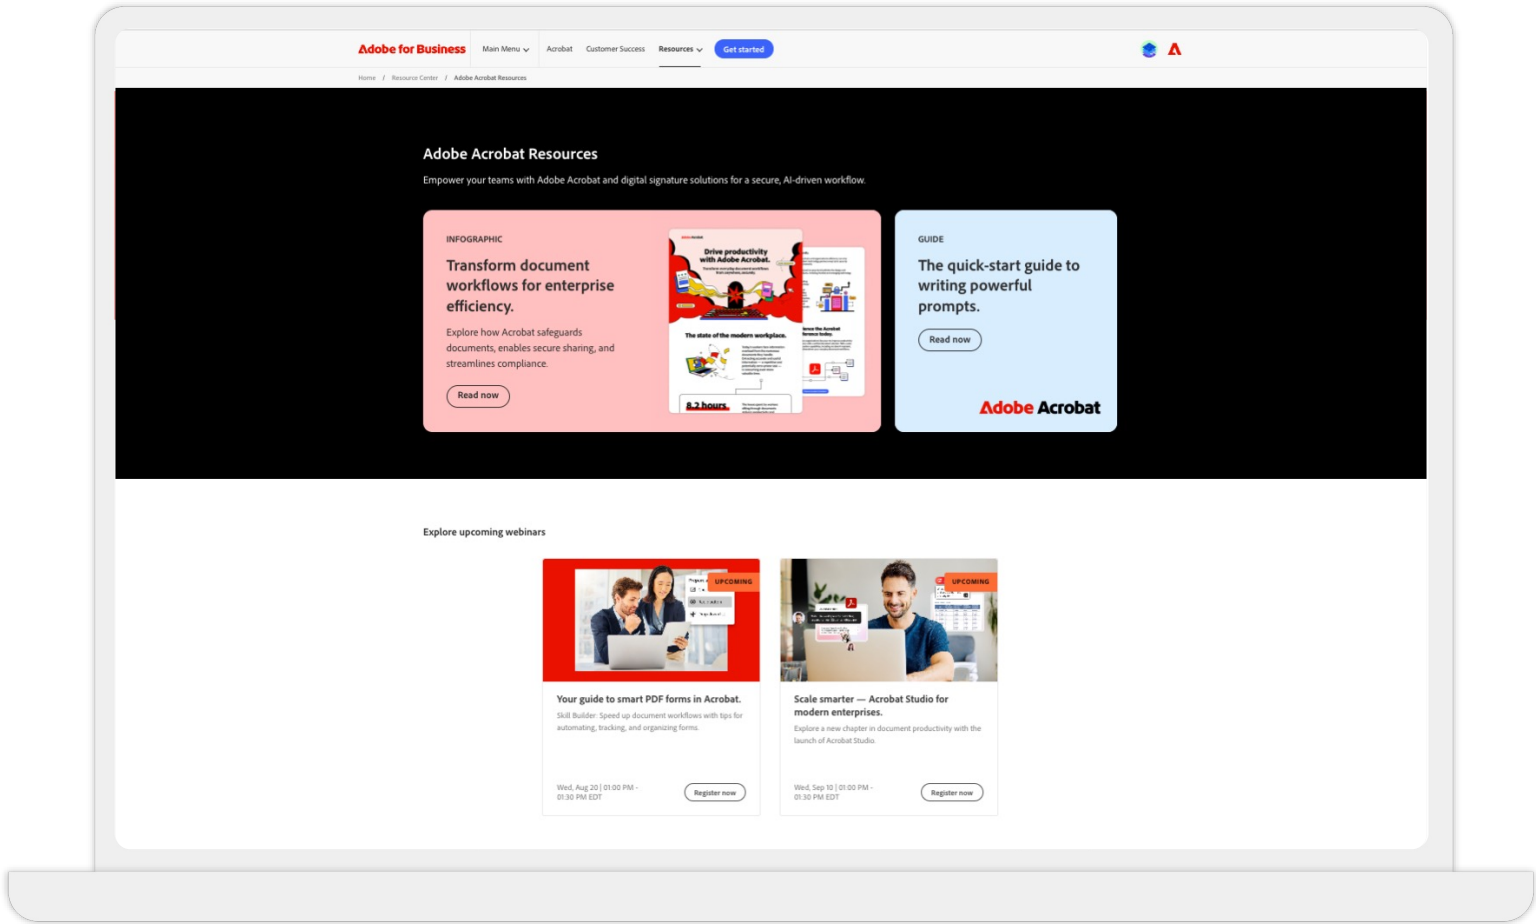 Adobe for Business
Main Menu
Acrobat
Customer Success
Resources
Get started
Home / Resource Center / Adobe Acrobat Resources
Adobe Acrobat Resources
Empower your teams with Adobe Acrobat and digital signature solutions for a secure, AI-driven workflow.
INFOGRAPHIC
Transform document
workflows for enterprise
efficiency.
Explore how Acrobat safeguards
documents, enables secure sharing, and
streamlines compliance.
Read now
Drive productivity
with Adobe Acrobat.
The state of the modern workplace.
8.2 hours
GUIDE
The quick-start guide to
writing powerful
prompts.
Read now
Adobe Acrobat
Explore upcoming webinars
UPCOMING
Your guide to smart PDF forms in Acrobat.
Skill Builder: Speed up document workflows with tips for
automating, tracking, and organizing forms.
Wed, Aug 20 | 01:00 PM -
01:30 PM EDT
Register now
UPCOMING
Scale smarter — Acrobat Studio for
modern enterprises.
Explore a new chapter in document productivity with the
launch of Acrobat Studio.
Wed, Sep 10 | 01:00 PM -
01:30 PM EDT
Register now